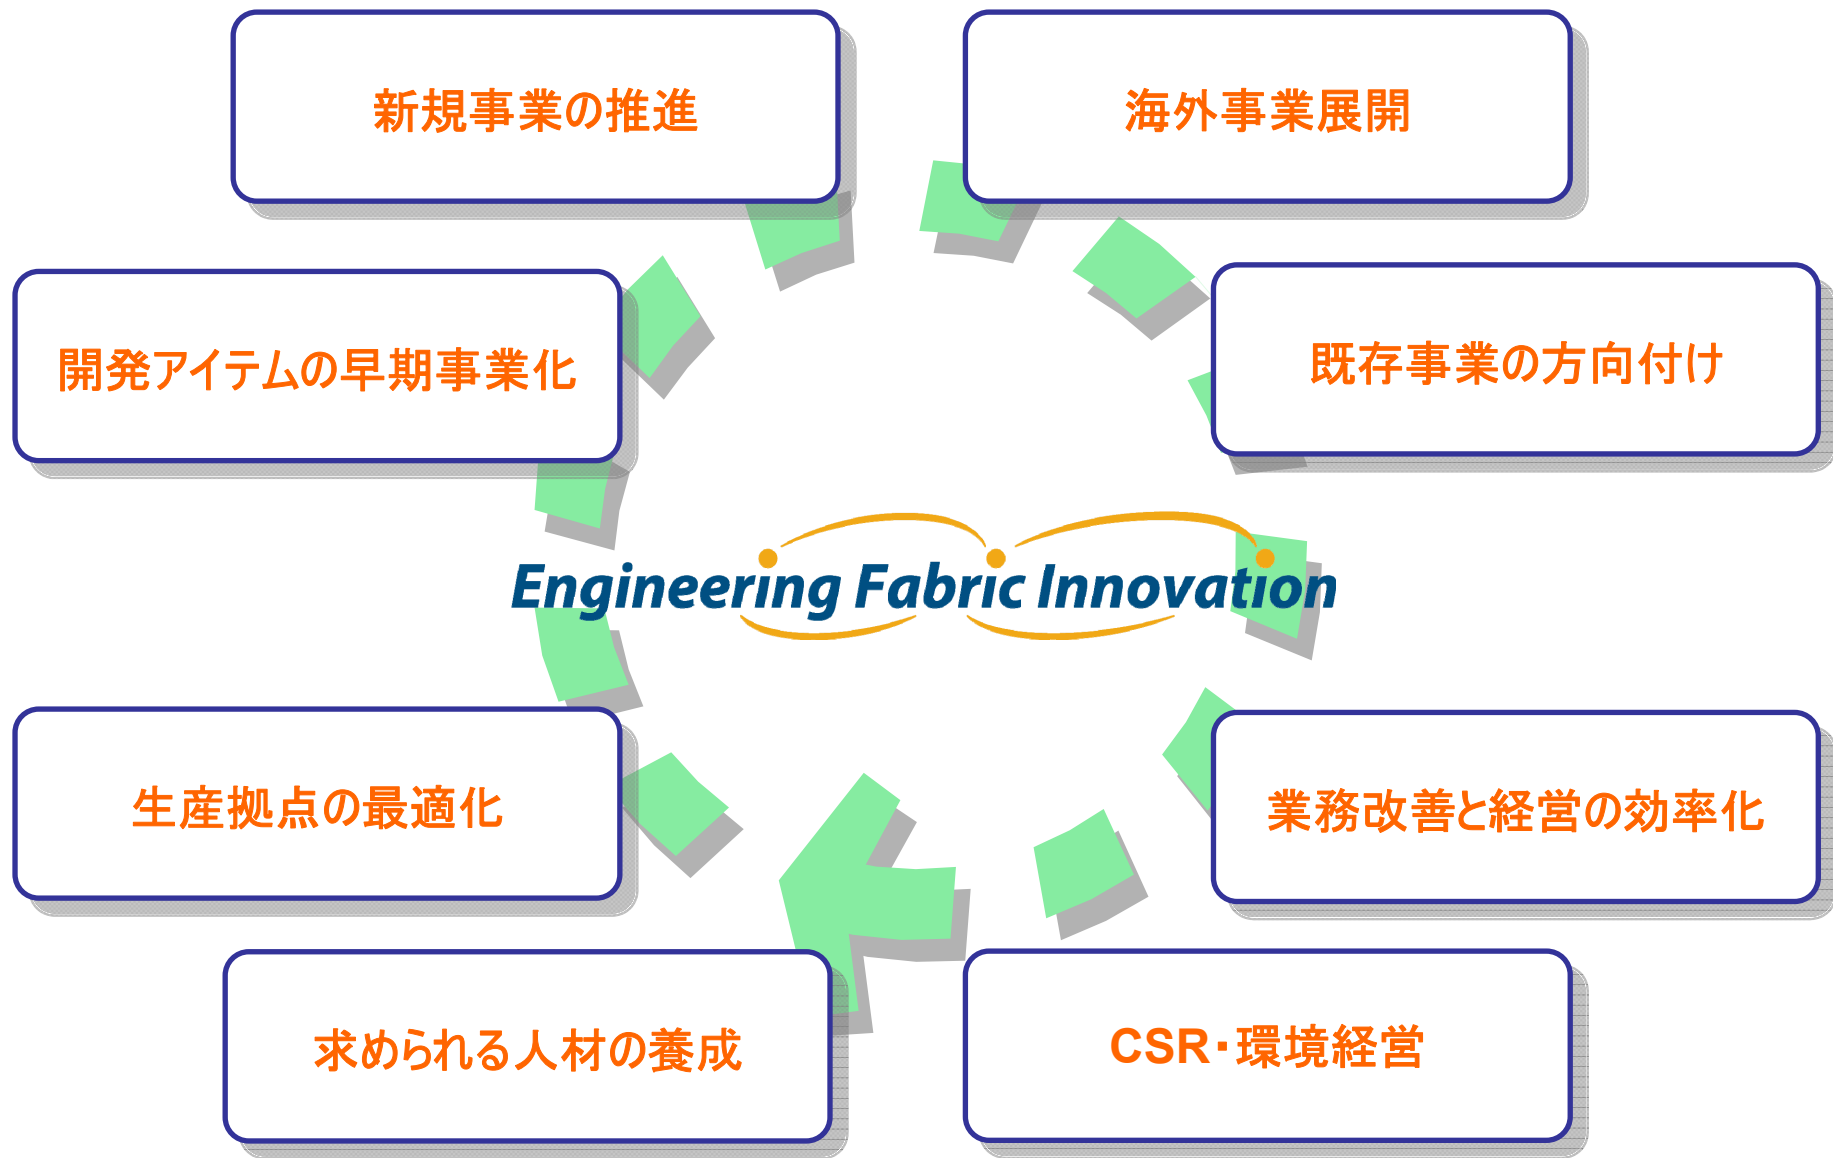 新規事業の推進
海外事業展開
開発アイテムの早期事業化
既存事業の方向付け
Engineering Fabric Innovation
生産拠点の最適化
業務改善と経営の効率化
求められる人材の養成
CSR・環境経営